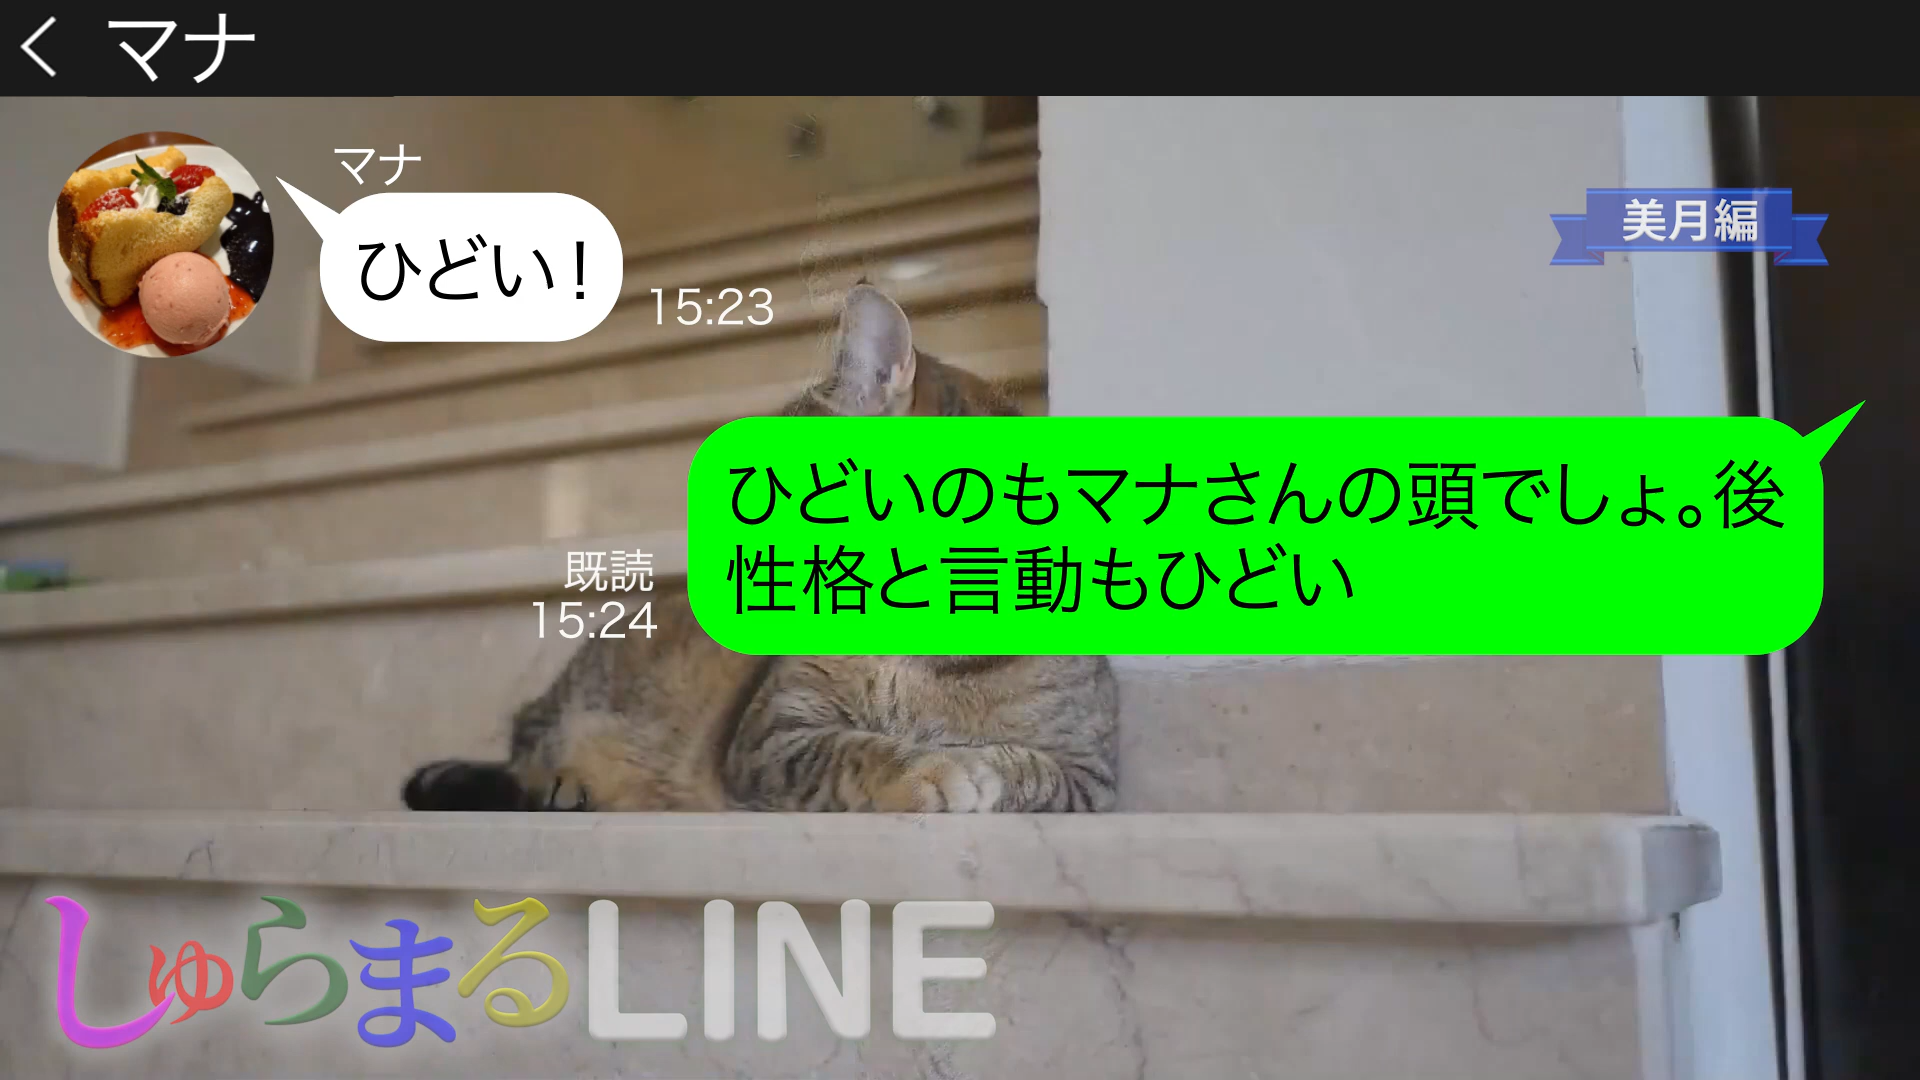 マナ
マナ
ひどい！
15:23
美月編
ひどいのもマナさんの頭でしょ。後
性格と言動もひどい
既読
15:24
しゅらまるLINE